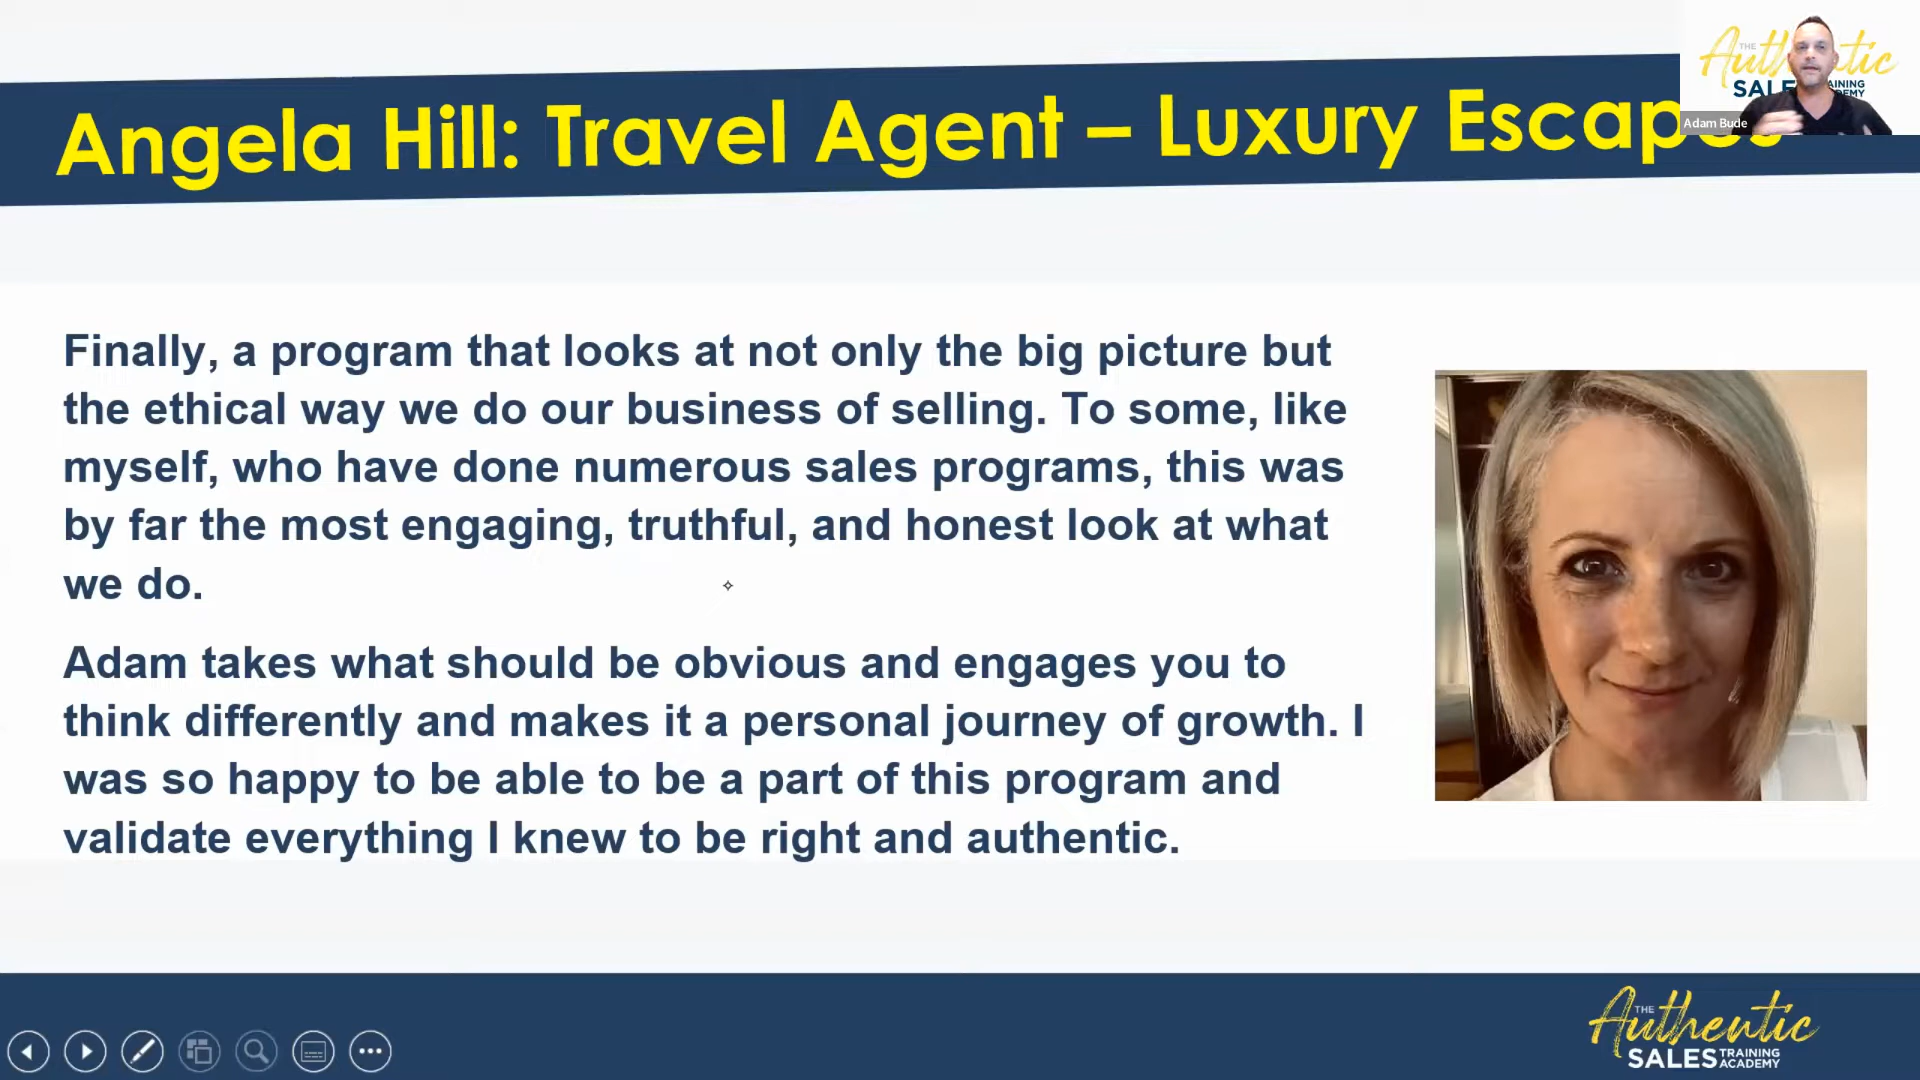 Angela Hill: Travel Agent – Luxury Escapes
THE
SALES
Adam Bude
Finally, a program that looks at not only the big picture but
the ethical way we do our business of selling. To some, like
myself, who have done numerous sales programs, this was
by far the most engaging, truthful, and honest look at what
we do.
Adam takes what should be obvious and engages you to
think differently and makes it a personal journey of growth. I
was so happy to be able to be a part of this program and
validate everything I knew to be right and authentic.
THE
Authentic
SALES TRAINING ACADEMY